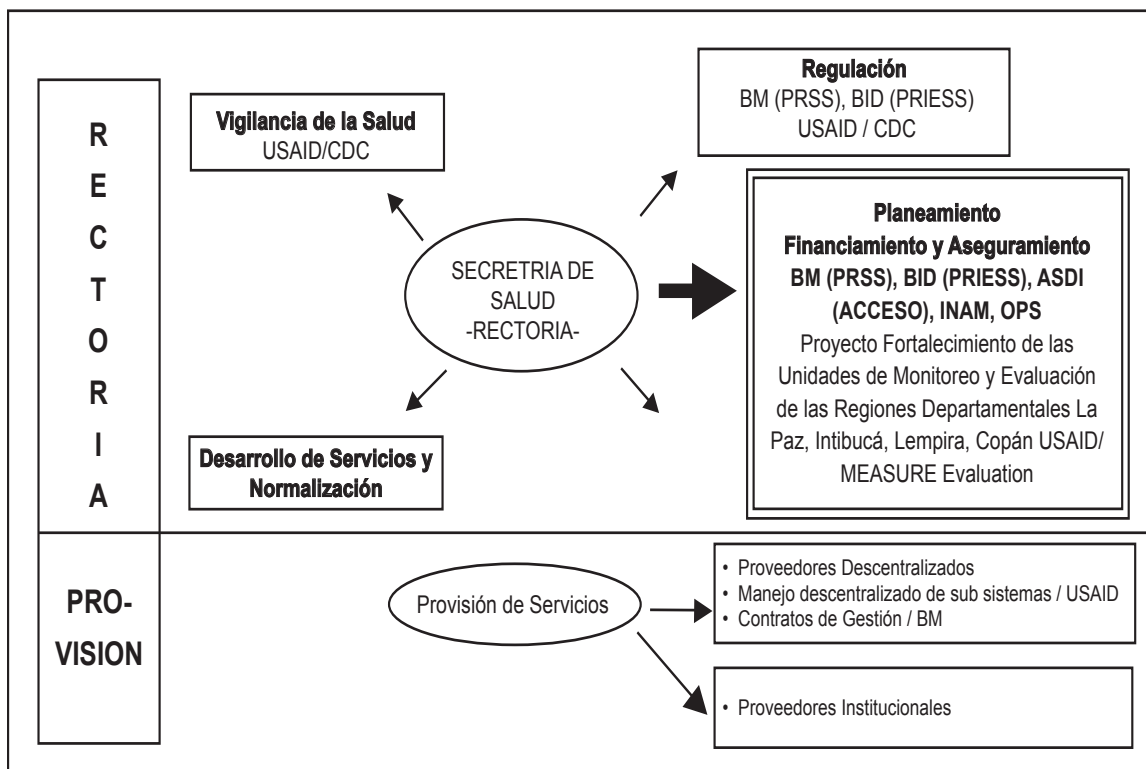 RECTORIA
Vigilancia de la Salud
USAID/CDC
Regulación
BM (PRSS), BID (PRIESS)
USAID / CDC
SECRETRIA DE
SALUD
-RECTORIA-
Planeamiento
Financiamiento y Aseguramiento
BM (PRSS), BID (PRIESS), ASDI
(ACCESO), INAM, OPS
Proyecto Fortalecimiento de las
Unidades de Monitoreo y Evaluación
de las Regiones Departamentales La
Paz, Intibucá, Lempira, Copán USAID/
MEASURE Evaluation
Desarrollo de Servicios y
Normalización
PRO-
VISION
Provisión de Servicios
• Proveedores Descentralizados
• Manejo descentralizado de sub sistemas / USAID
• Contratos de Gestión / BM
• Proveedores Institucionales